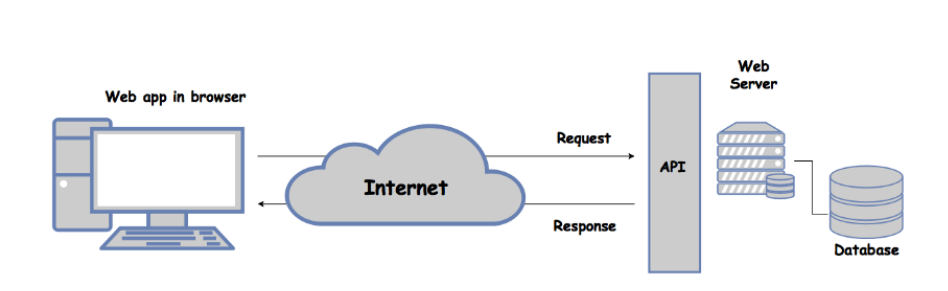 Web app in browser
Internet
Request
Response
API
Web
Server
Database